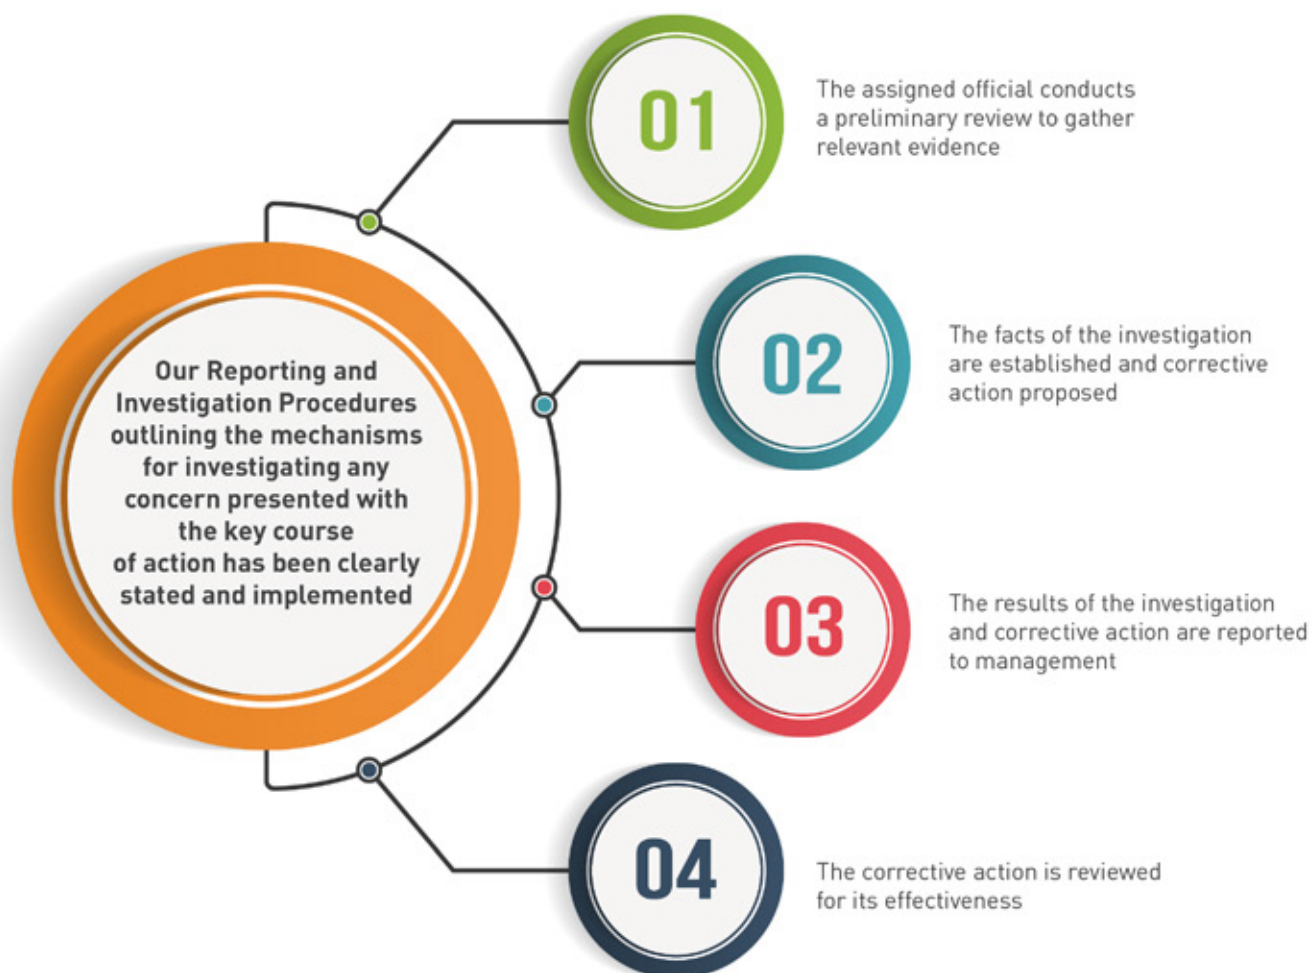 01
The assigned official conducts
a preliminary review to gather
relevant evidence
Our Reporting and
Investigation Procedures
outlining the mechanisms
for investigating any
concern presented with
the key course
of action has been clearly
stated and implemented
02
The facts of the investigation
are established and corrective
action proposed
03
The results of the investigation
and corrective action are reported
to management
04
The corrective action is reviewed
for its effectiveness